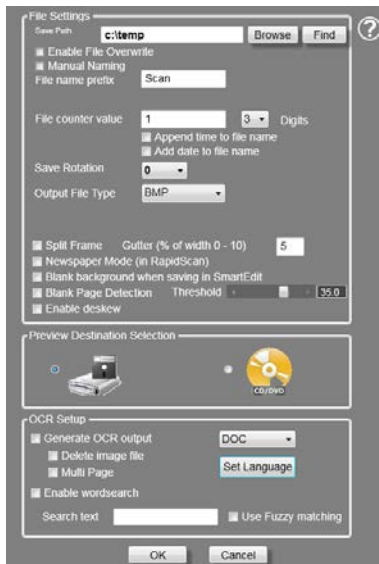 File Settings
Save Path c:\temp Browse Find ?
Enable File Overwrite
Manual Naming
File name prefix Scan
File counter value 1 3 Digits
Append time to file name
Add date to file name
Save Rotation 0
Output File Type BMP
Split Frame Gutter (% of width 0 - 10) 5
Newspaper Mode (in RapidScan)
Blank background when saving in SmartEdit
Blank Page Detection Threshold 35.0
Enable deskew
Preview Destination Selection
CD/DVD
OCR Setup
Generate OCR output DOC
Delete image file
Multi Page Set Language
Enable wordsearch
Search text Use Fuzzy matching
OK Cancel